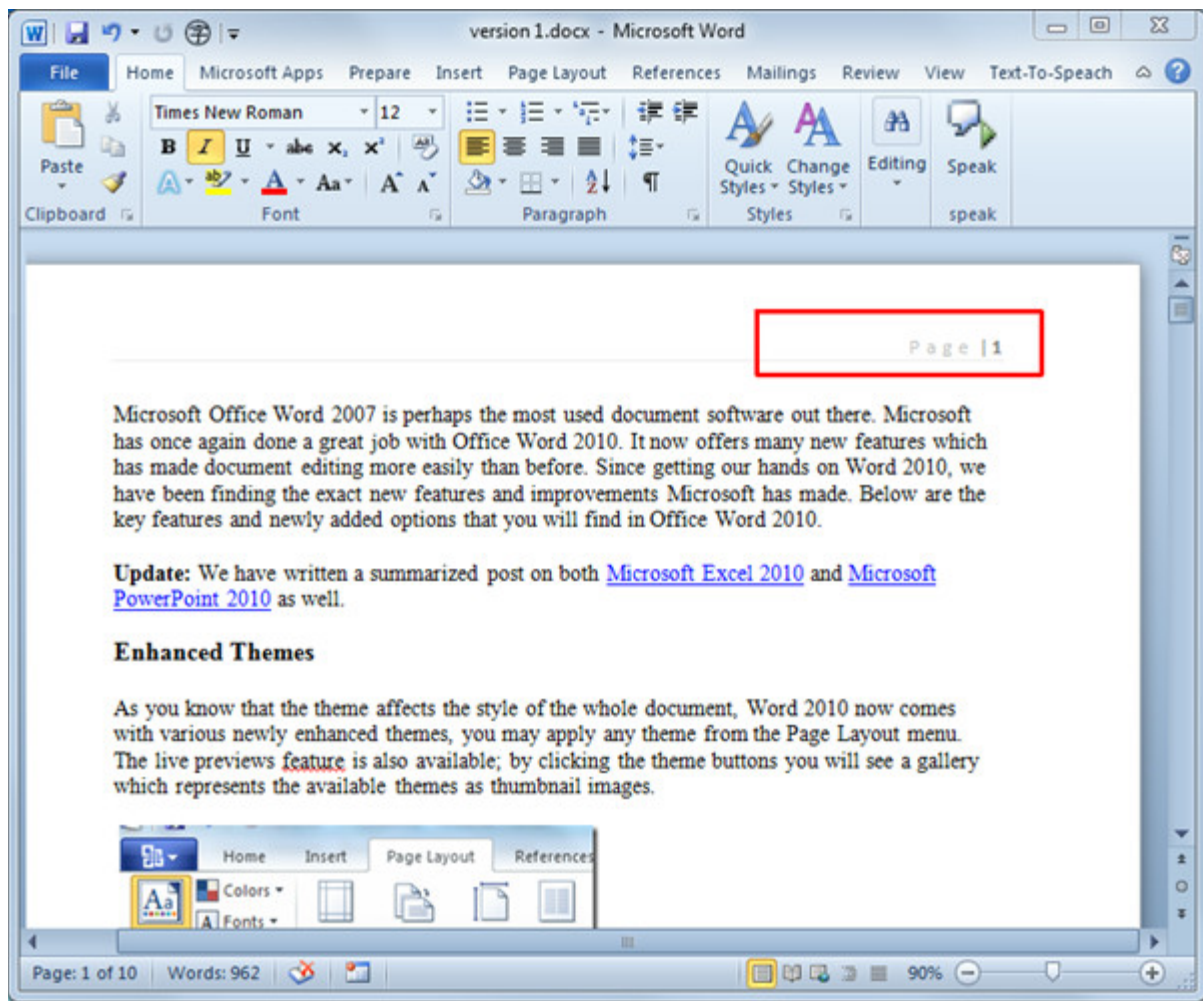 version 1.docx - Microsoft Word
File Home Microsoft Apps Prepare Insert Page Layout References Mailings Review View Text-To-Speach
Times New Roman 12
B I U abc x₂ x² Aa A A
Paste Quick Styles Change Styles Editing Speak
Clipboard Font Paragraph Styles speak
Page | 1
Microsoft Office Word 2007 is perhaps the most used document software out there. Microsoft
has once again done a great job with Office Word 2010. It now offers many new features which
has made document editing more easily than before. Since getting our hands on Word 2010, we
have been finding the exact new features and improvements Microsoft has made. Below are the
key features and newly added options that you will find in Office Word 2010.
Update: We have written a summarized post on both Microsoft Excel 2010 and Microsoft
PowerPoint 2010 as well.
Enhanced Themes
As you know that the theme affects the style of the whole document, Word 2010 now comes
with various newly enhanced themes, you may apply any theme from the Page Layout menu.
The live previews feature is also available; by clicking the theme buttons you will see a gallery
which represents the available themes as thumbnail images.
Home Insert Page Layout References
Aa Colors
A Fonts
Page: 1 of 10 Words: 962 90%